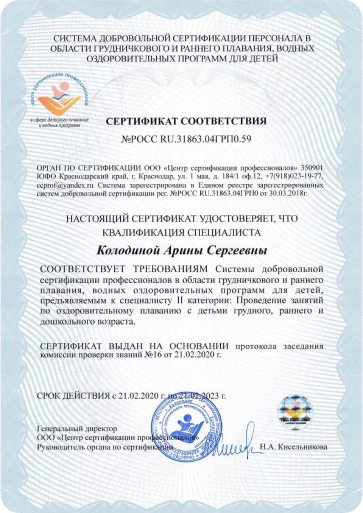 СИСТЕМА ДОБРОВОЛЬНОЙ СЕРТИФИКАЦИИ ПЕРСОНАЛА В
ОБЛАСТИ ГРУДНИЧКОВОГО И РАННЕГО ПЛАВАНИЯ, ВОДНЫХ
ОЗДОРОВИТЕЛЬНЫХ ПРОГРАММ ДЛЯ ДЕТЕЙ
ЦЕНТР СЕРТИФИКАЦИИ ПРОФЕССИОНАЛОВ
в сфере детского плавания
и водных программ
СЕРТИФИКАТ СООТВЕТСТВИЯ
№РОСС RU.31863.04ГРП0.59
ОРГАН ПО СЕРТИФИКАЦИИ ООО «Центр сертификации профессионалов» 350901
ЮФО Краснодарский край, г. Краснодар, ул. 1 мая, д. 184/1 оф.12, +7(918)023-19-77,
ccprof@yandex.ru Система зарегистрирована в Едином реестре зарегистрированных
систем добровольной сертификации рег. №РОСС RU.31863.04ГРП0 от 30.03.2018г.
НАСТОЯЩИЙ СЕРТИФИКАТ УДОСТОВЕРЯЕТ, ЧТО
КВАЛИФИКАЦИЯ СПЕЦИАЛИСТА
Колодиной Арины Сергеевны
СООТВЕТСТВУЕТ ТРЕБОВАНИЯМ Системы добровольной
сертификации профессионалов в области грудничкового и раннего
плавания, водных оздоровительных программ для детей,
предъявляемым к специалисту II категории: Проведение занятий
по оздоровительному плаванию с детьми грудного, раннего и
дошкольного возраста.
СЕРТИФИКАТ ВЫДАН НА ОСНОВАНИИ протокола заседания
комиссии проверки знаний №16 от 21.02.2020 г.
СРОК ДЕЙСТВИЯ с 21.02.2020 г. по 21.02.2023 г.
Генеральный директор
ООО «Центр сертификации профессионалов»
Руководитель органа по сертификации
Н.А. Кисельникова